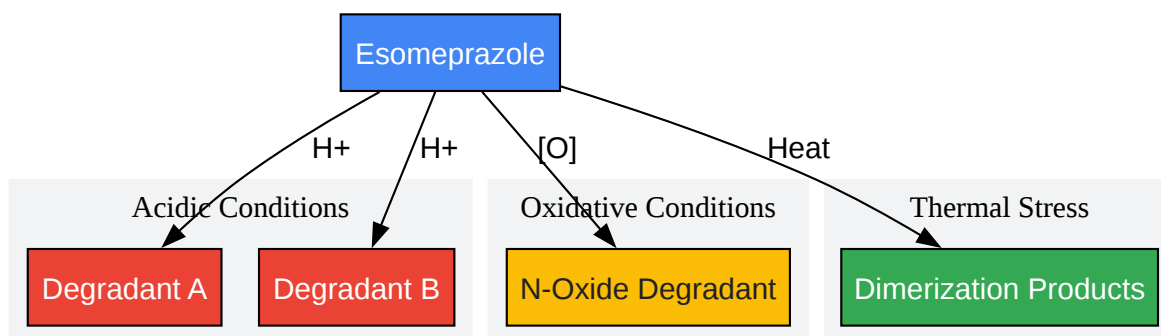 Esomeprazole
H+
H+
[O]
Heat
Acidic Conditions
Oxidative Conditions
Thermal Stress
Degradant A
Degradant B
N-Oxide Degradant
Dimerization Products